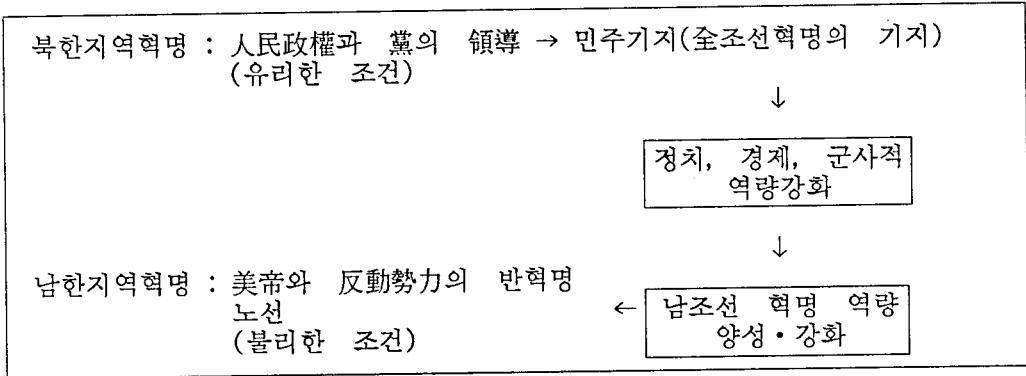 북한지역혁명 : 人民政權과 黨의 領導 → 민주기지(全조선혁명의 기지)
(유리한 조건)
↓
정치, 경제, 군사적
역량강화
↓
남한지역혁명 : 美帝와 反動勢力의 반혁명
노선
(불리한 조건)
← 남조선 혁명 역량
양성·강화